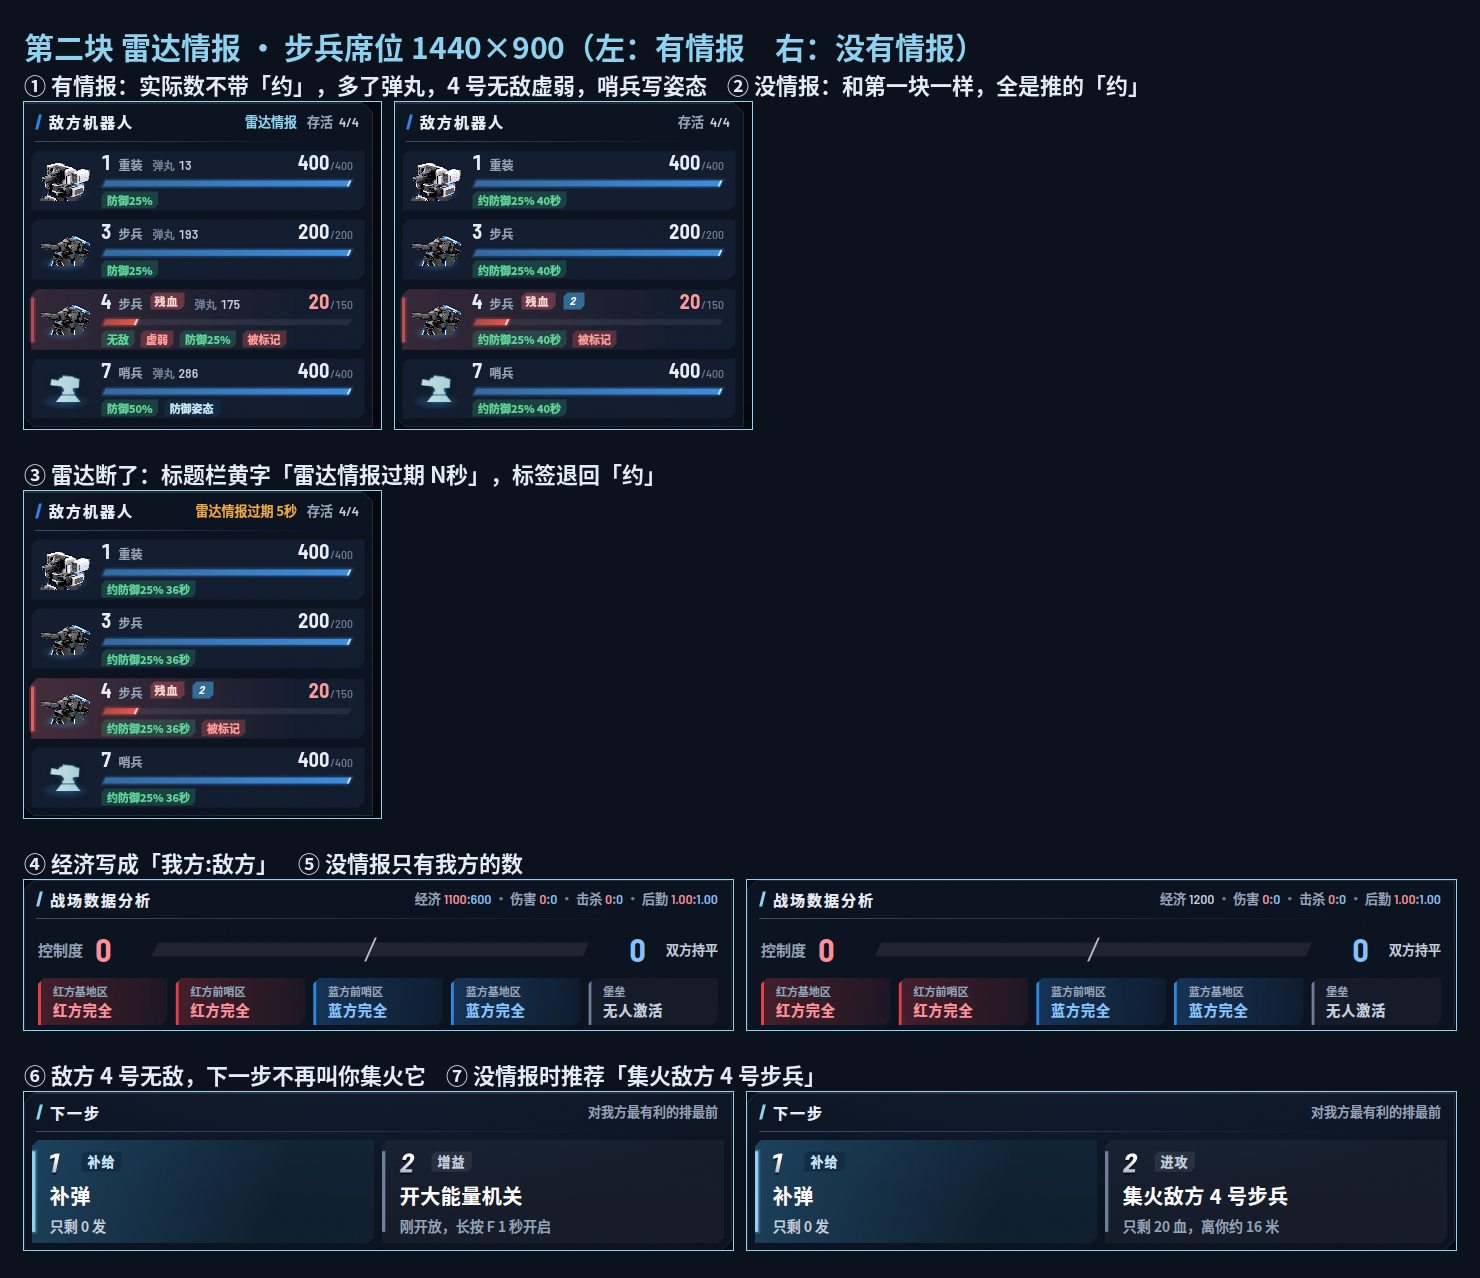 第二块 雷达情报 · 步兵席位 1440×900（左：有情报　右：没有情报）
① 有情报：实际数不带「约」，多了弹丸，4 号无敌虚弱，哨兵写姿态　② 没情报：和第一块一样，全是推的「约」
敌方机器人 雷达情报 存活 4/4
1 重装 弹丸 13 400/400
防御25%
3 步兵 弹丸 193 200/200
防御25%
4 步兵 残血 弹丸 175 20/150
无敌 虚弱 防御25% 被标记
7 哨兵 弹丸 286 400/400
防御50% 防御姿态
敌方机器人 存活 4/4
1 重装 400/400
约防御25% 40秒
3 步兵 200/200
约防御25% 40秒
4 步兵 残血 2 20/150
约防御25% 40秒 被标记
7 哨兵 400/400
约防御25% 40秒
③ 雷达断了：标题栏黄字「雷达情报过期 N秒」，标签退回「约」
敌方机器人 雷达情报过期 5秒 存活 4/4
1 重装 400/400
约防御25% 36秒
3 步兵 200/200
约防御25% 36秒
4 步兵 残血 2 20/150
约防御25% 36秒 被标记
7 哨兵 400/400
约防御25% 36秒
④ 经济写成「我方:敌方」　⑤ 没情报只有我方的数
战场数据分析 经济 1100:600 · 伤害 0:0 · 击杀 0:0 · 后勤 1.00:1.00
控制度 0 0 双方持平
红方基地区 红方前哨区 蓝方前哨区 蓝方基地区 堡垒
红方完全 红方完全 蓝方完全 蓝方完全 无人激活
战场数据分析 经济 1200 · 伤害 0:0 · 击杀 0:0 · 后勤 1.00:1.00
控制度 0 0 双方持平
红方基地区 红方前哨区 蓝方前哨区 蓝方基地区 堡垒
红方完全 红方完全 蓝方完全 蓝方完全 无人激活
⑥ 敌方 4 号无敌，下一步不再叫你集火它　⑦ 没情报时推荐「集火敌方 4 号步兵」
下一步 对我方最有利的排最前
1 补给
补弹
只剩 0 发
2 增益
开大能量机关
刚开放，长按 F 1 秒开启
下一步 对我方最有利的排最前
1 补给
补弹
只剩 0 发
2 进攻
集火敌方 4 号步兵
只剩 20 血，离你约 16 米